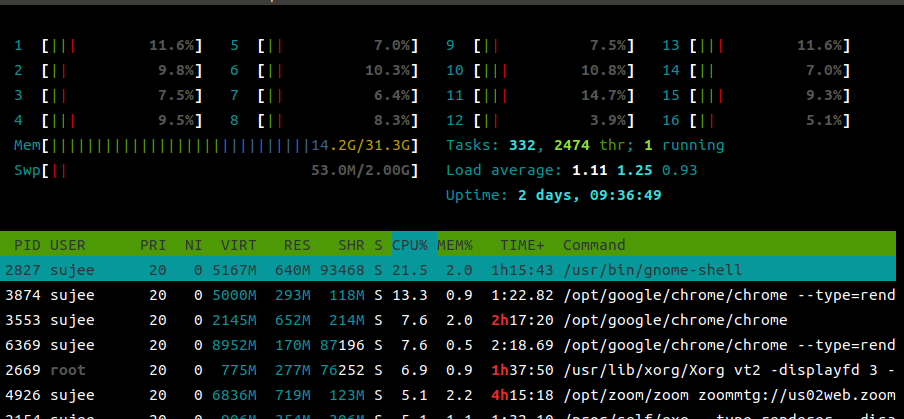 1 [||| 11.6%] 5 [|| 7.0%] 9 [|| 7.5%] 13 [||| 11.6%]
2 [|| 9.8%] 6 [|| 10.3%] 10 [||| 10.8%] 14 [|| 7.0%]
3 [|| 7.5%] 7 [|| 6.4%] 11 [||| 14.7%] 15 [||| 9.3%]
4 [||| 9.5%] 8 [|| 8.3%] 12 [|| 3.9%] 16 [|| 5.1%]
Mem[|||||||||||||||||||||||||||||14.2G/31.3G] Tasks: 332, 2474 thr; 1 running
Swp[|| 53.0M/2.00G] Load average: 1.11 1.25 0.93
Uptime: 2 days, 09:36:49
PID USER PRI NI VIRT RES SHR S CPU% MEM% TIME+ Command
2827 sujee 20 0 5167M 640M 93468 S 21.5 2.0 1h15:43 /usr/bin/gnome-shell
3874 sujee 20 0 5000M 293M 118M S 13.3 0.9 1:22.82 /opt/google/chrome/chrome --type=rend
3553 sujee 20 0 2145M 652M 214M S 7.6 2.0 2h17:20 /opt/google/chrome/chrome
6369 sujee 20 0 8952M 170M 87196 S 7.6 0.5 2:18.69 /opt/google/chrome/chrome --type=rend
2669 root 20 0 775M 277M 76252 S 6.9 0.9 1h37:50 /usr/lib/xorg/Xorg vt2 -displayfd 3 -
4926 sujee 20 0 6836M 719M 123M S 5.1 2.2 4h15:18 /opt/zoom/zoom zoommtg://us02web.zoom